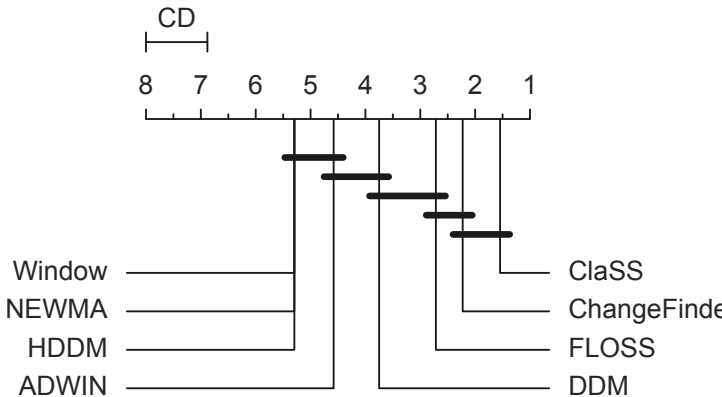 CD
8 7 6 5 4 3 2 1
Window ClaSS
NEWMA ChangeFinde
HDDM FLOSS
ADWIN DDM